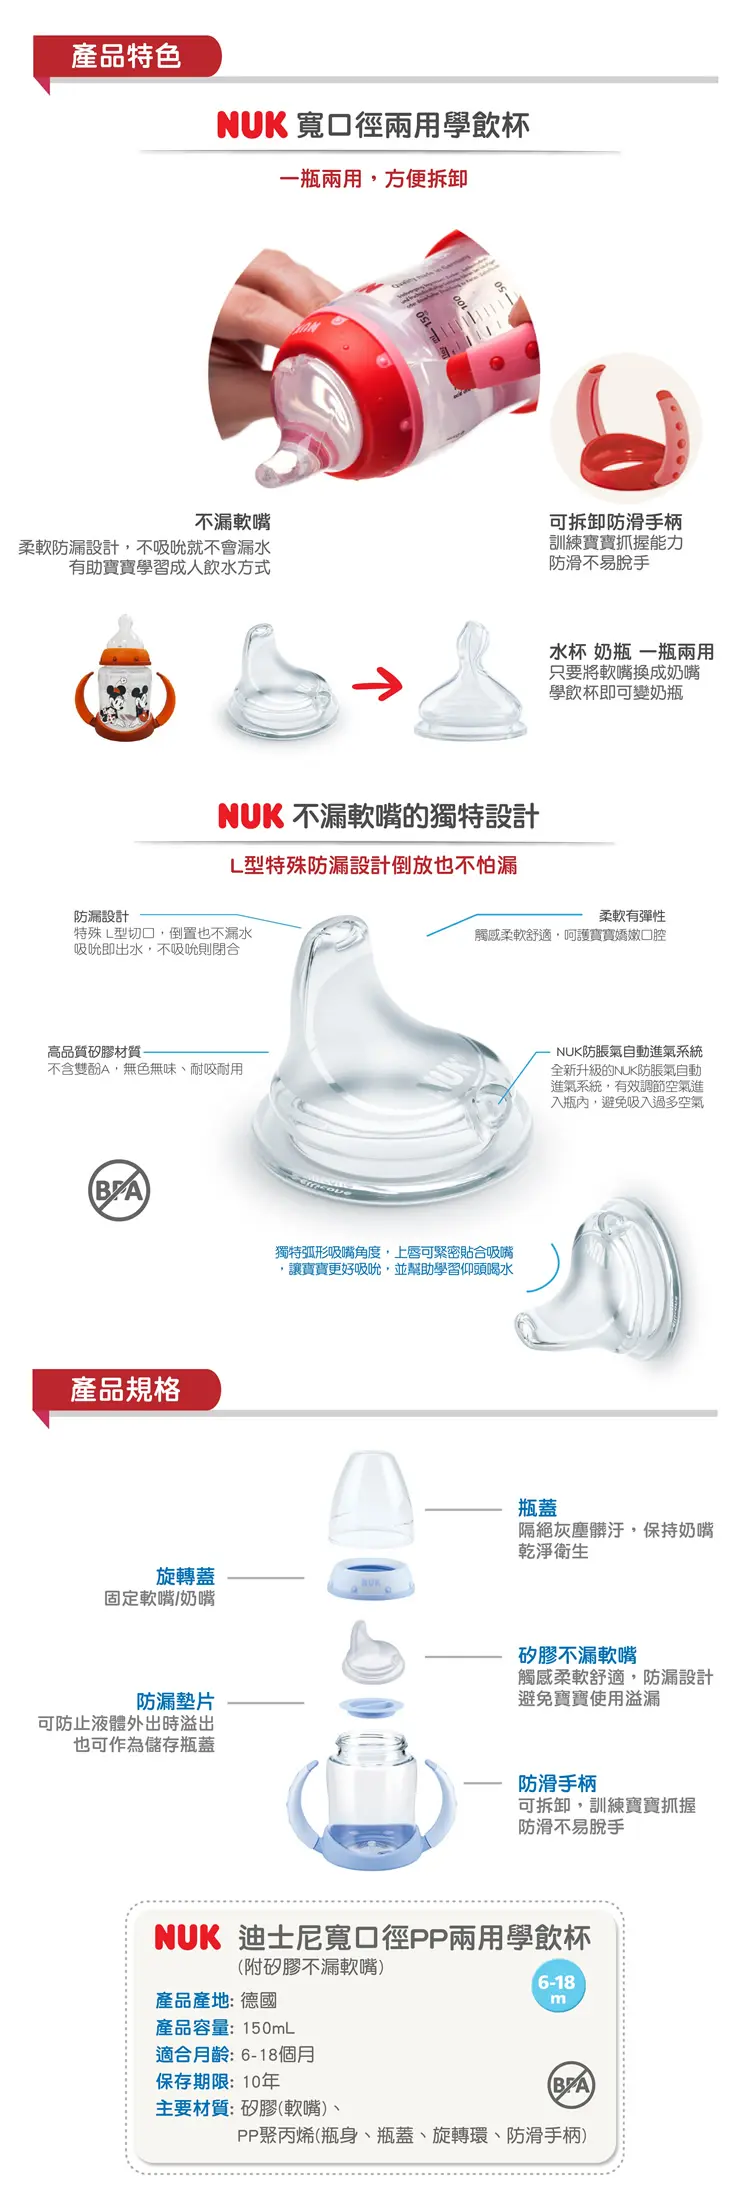 產品特色
NUK 寬口徑兩用學飲杯
一瓶兩用，方便拆卸
Quality made in Germany
150
100
50
NUK
不漏軟嘴
柔軟防漏設計，不吸吮就不會漏水
有助寶寶學習成人飲水方式
可拆卸防滑手柄
訓練寶寶抓握能力
防滑不易脫手
水杯 奶瓶 一瓶兩用
只要將軟嘴換成奶嘴
學飲杯即可變奶瓶
NUK 不漏軟嘴的獨特設計
L型特殊防漏設計倒放也不怕漏
防漏設計
特殊 L型切口，倒置也不漏水
吸吮即出水，不吸吮則閉合
柔軟有彈性
觸感柔軟舒適，呵護寶寶嬌嫩口腔
高品質矽膠材質
不含雙酚A，無色無味、耐咬耐用
NUK防脹氣自動進氣系統
全新升級的NUK防脹氣自動
進氣系統，有效調節空氣進
入瓶內，避免吸入過多空氣
NUK
BPA
獨特弧形吸嘴角度，上唇可緊密貼合吸嘴
，讓寶寶更好吸吮，並幫助學習仰頭喝水
產品規格
瓶蓋
隔絕灰塵髒汙，保持奶嘴
乾淨衛生
旋轉蓋
固定軟嘴/奶嘴
NUK
矽膠不漏軟嘴
觸感柔軟舒適，防漏設計
避免寶寶使用溢漏
防漏墊片
可防止液體外出時溢出
也可作為儲存瓶蓋
防滑手柄
可拆卸，訓練寶寶抓握
防滑不易脫手
NUK 迪士尼寬口徑PP兩用學飲杯
(附矽膠不漏軟嘴)
6-18
m
產品產地: 德國
產品容量: 150mL
適合月齡: 6-18個月
保存期限: 10年
BPA
主要材質: 矽膠(軟嘴)、
PP聚丙烯(瓶身、瓶蓋、旋轉環、防滑手柄)